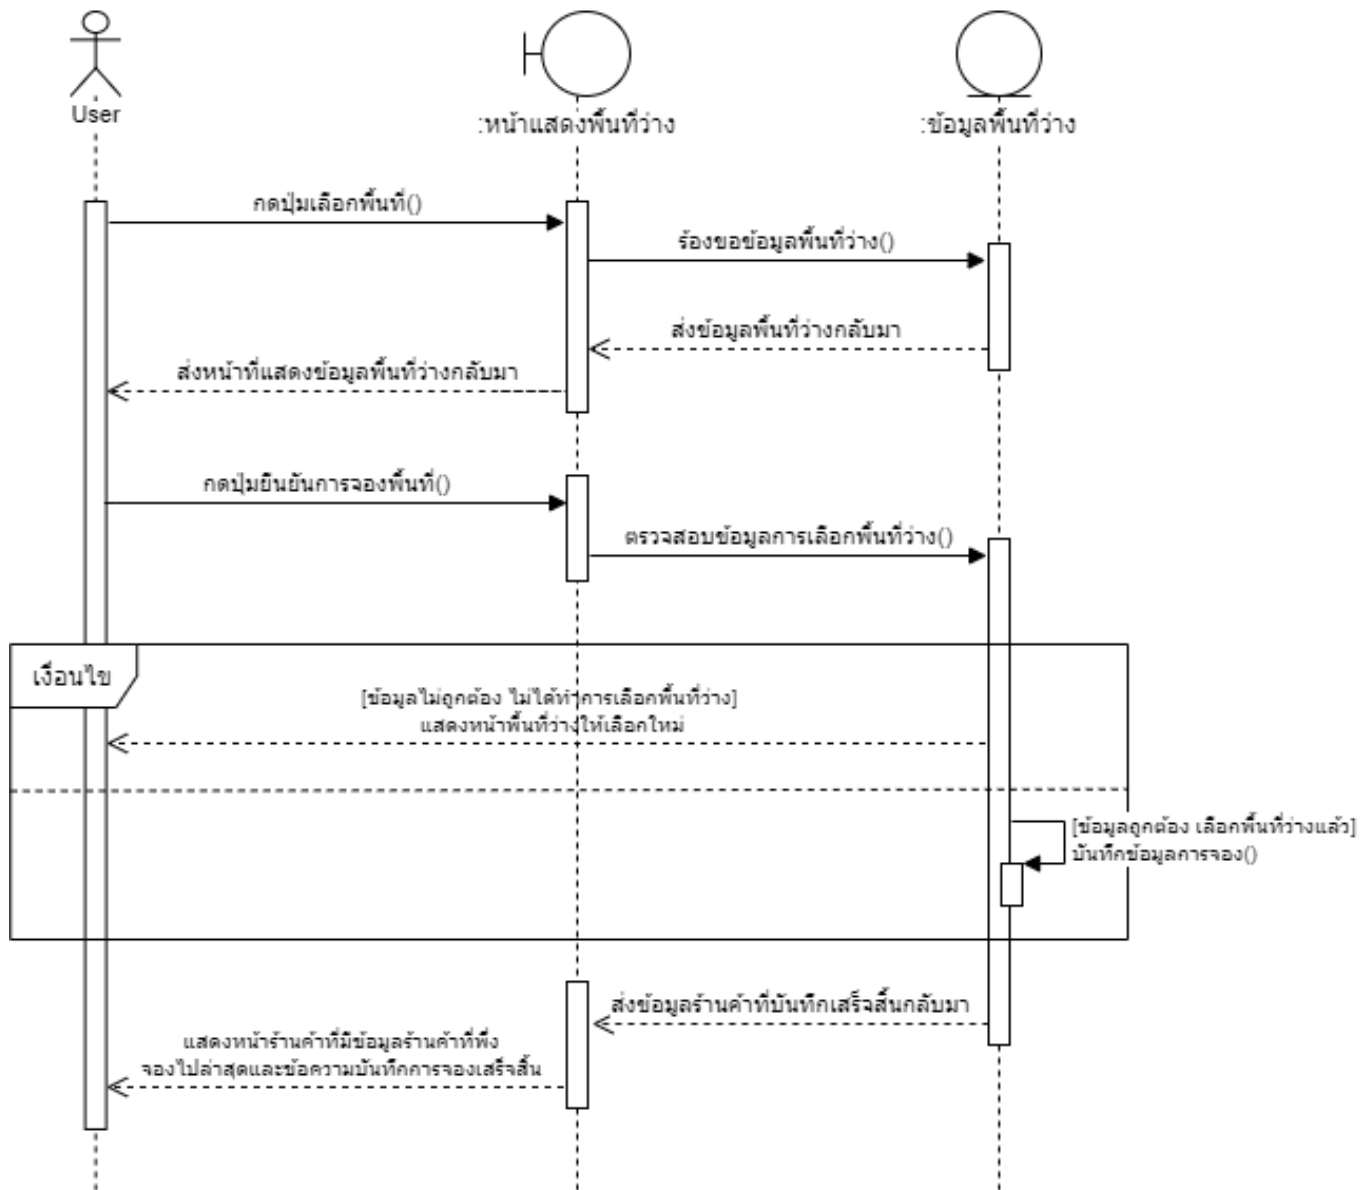 User
:หน้าแสดงพื้นที่ว่าง
:ข้อมูลพื้นที่ว่าง
กดปุ่มเลือกพื้นที่()
ร้องขอข้อมูลพื้นที่ว่าง()
ส่งข้อมูลพื้นที่ว่างกลับมา
ส่งหน้าที่แสดงข้อมูลพื้นที่ว่างกลับมา
กดปุ่มยืนยันการจองพื้นที่()
ตรวจสอบข้อมูลการเลือกพื้นที่ว่าง()
เงื่อนไข
[ข้อมูลไม่ถูกต้อง ไม่ได้ทำการเลือกพื้นที่ว่าง]
แสดงหน้าพื้นที่ว่างให้เลือกใหม่
[ข้อมูลถูกต้อง เลือกพื้นที่ว่างแล้ว]
บันทึกข้อมูลการจอง()
ส่งข้อมูลร้านค้าที่บันทึกเสร็จสิ้นกลับมา
แสดงหน้าร้านค้าที่มีข้อมูลร้านค้าที่พึ่ง
จองไปล่าสุดและข้อความบันทึกการจองเสร็จสิ้น